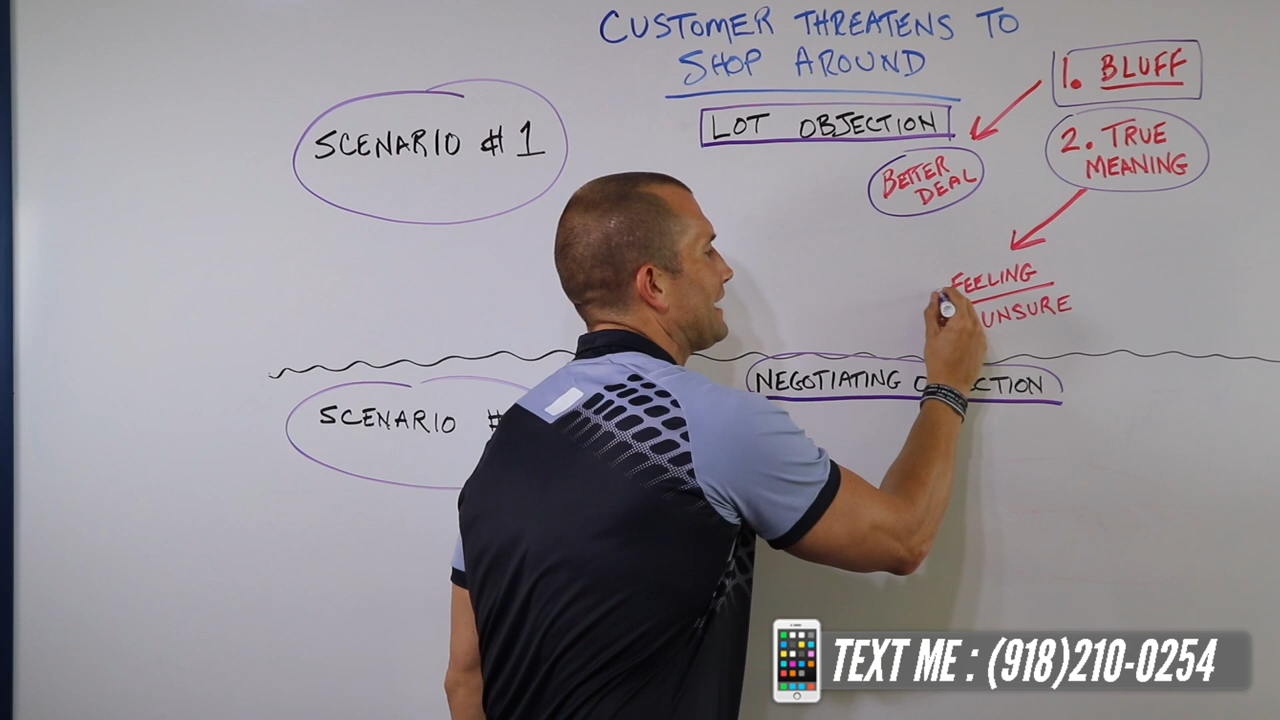 CUSTOMER THREATENS TO
SHOP AROUND
1. BLUFF
LOT OBJECTION
2. TRUE
MEANING
BETTER
DEAL
SCENARIO #1
FEELING
UNSURE
NEGOTIATING
SCENARIO #
TEXT ME : (918)210-0254